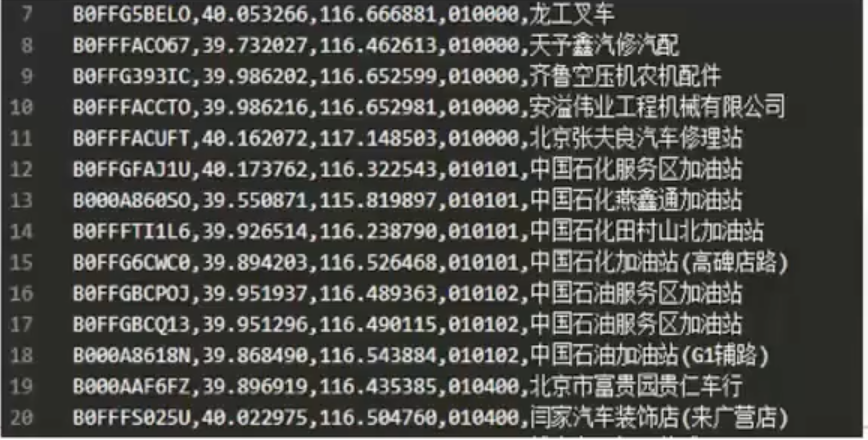 7 B0FFG5BELO,40.053266,116.666881,010000,龙工叉车
8 B0FFFACO67,39.732027,116.462613,010000,天予鑫汽修汽配
9 B0FFG393IC,39.986202,116.652599,010000,齐鲁空压机农机配件
10 B0FFFACCTO,39.986216,116.652981,010000,安溢伟业工程机械有限公司
11 B0FFFACUFT,40.162072,117.148503,010000,北京张夫良汽车修理站
12 B0FFGFAJ1U,40.173762,116.322543,010101,中国石化服务区加油站
13 B000A860SO,39.550871,115.819897,010101,中国石化燕鑫通加油站
14 B0FFFTI1L6,39.926514,116.238790,010101,中国石化田村山北加油站
15 B0FFG6CWC0,39.894203,116.526468,010101,中国石化加油站(高碑店路)
16 B0FFGBCPOJ,39.951937,116.489363,010102,中国石油服务区加油站
17 B0FFGBCQ13,39.951296,116.490115,010102,中国石油服务区加油站
18 B000A8618N,39.868490,116.543884,010102,中国石油加油站(G1辅路)
19 B000AAF6FZ,39.896919,116.435385,010400,北京市富贵园贵仁车行
20 B0FFFS025U,40.022975,116.504760,010400,闫家汽车装饰店(来广营店)